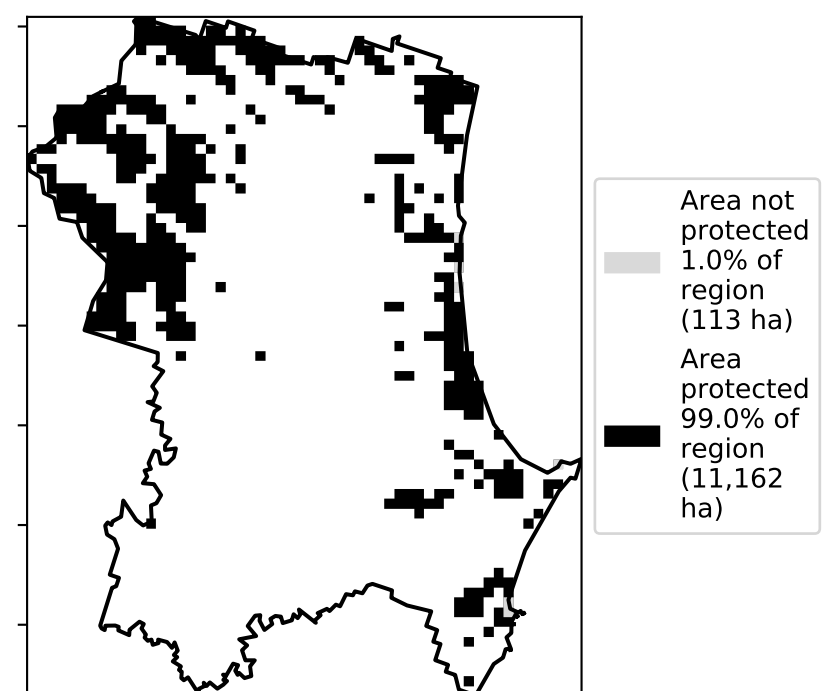 Area not
protected
1.0% of
region
(113 ha)
Area
protected
99.0% of
region
(11,162
ha)